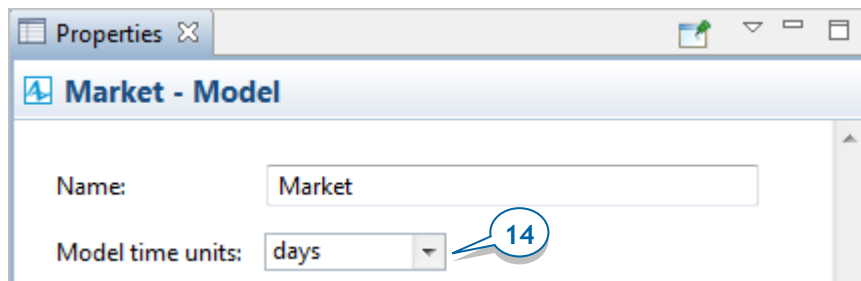 Properties
Market - Model
Name: Market
Model time units: days
14